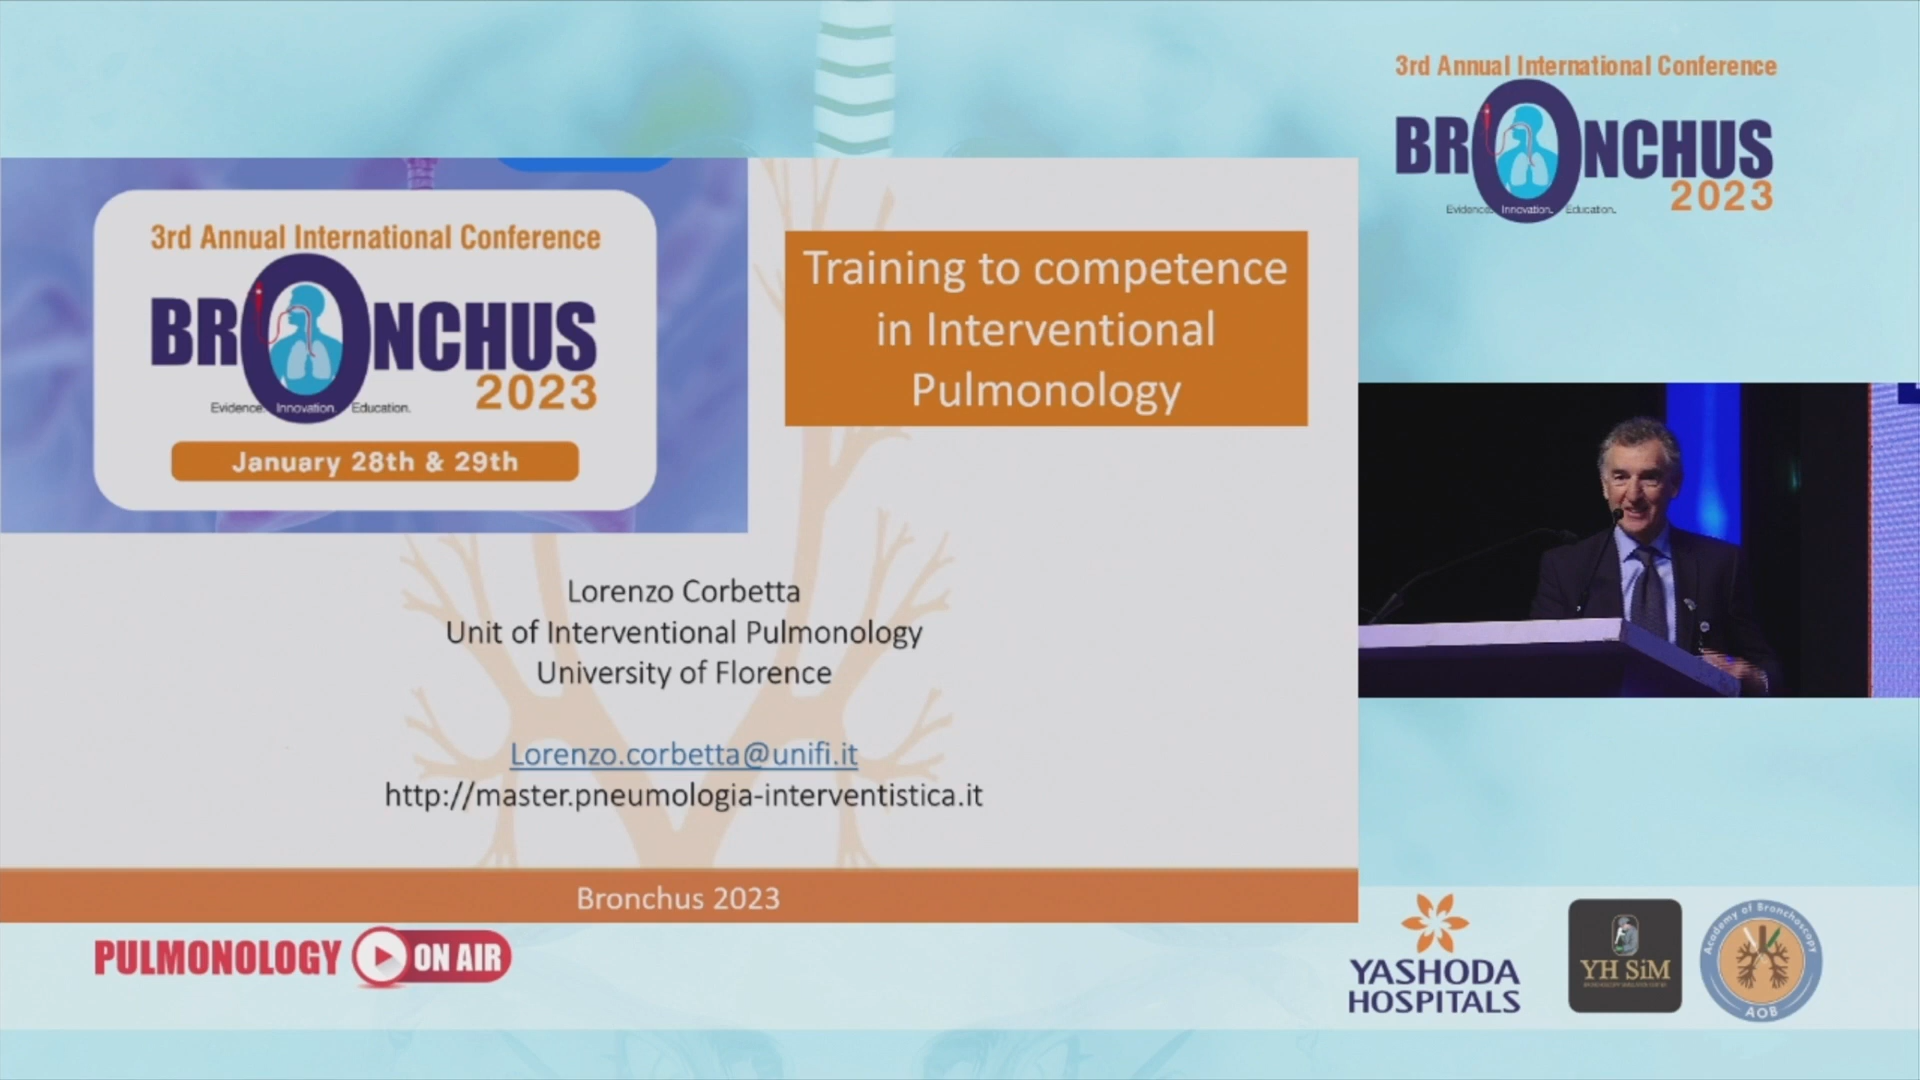 3rd Annual International Conference
BRONCHUS
2023
Evidence. Innovation. Education.
January 28th & 29th
Training to competence
in Interventional
Pulmonology
Lorenzo Corbetta
Unit of Interventional Pulmonology
University of Florence
Lorenzo.corbetta@unifi.it
http://master.pneumologia-interventistica.it
Bronchus 2023
3rd Annual International Conference
BRONCHUS
2023
Evidence. Innovation. Education.
PULMONOLOGY ON AIR
YASHODA
HOSPITALS
YH SiM
Academy of Bronchoscopy
AOB